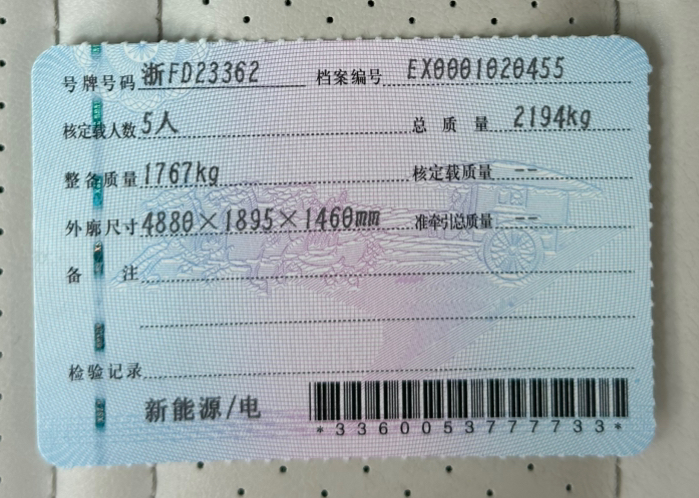 号牌号码 浙FD23362 档案编号 EX0001020455
核定载人数 5人 总质量 2194kg
整备质量 1767kg 核定载质量 --
外廓尺寸 4880×1895×1460mm 准牵引总质量 --
备注
检验记录
新能源/电
*3360053777733*